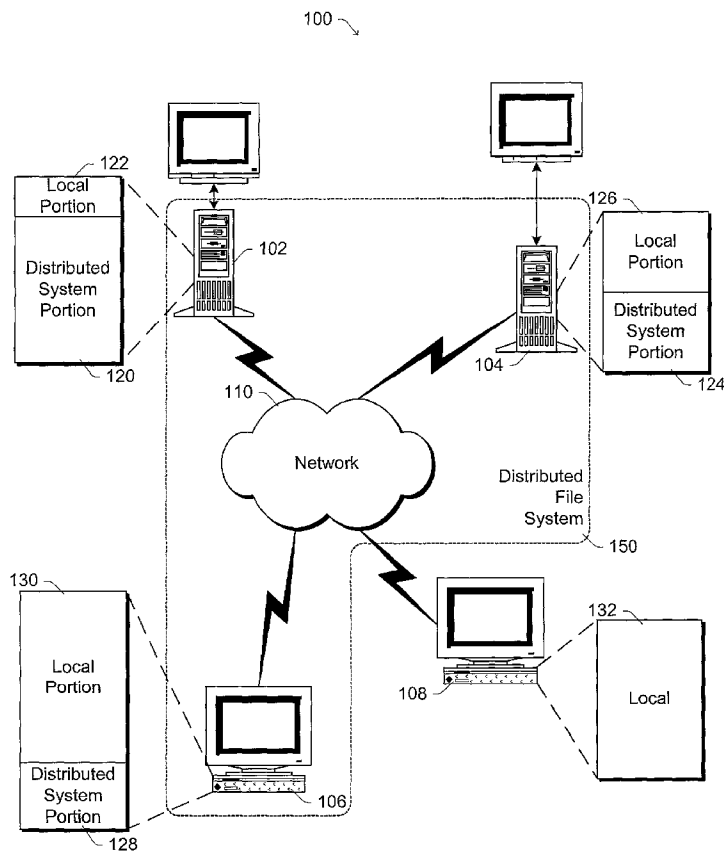 100
122
Local
Portion
Distributed
System
Portion
120
102
126
Local
Portion
Distributed
System
Portion
124
104
110
Network
Distributed
File
System
150
130
Local
Portion
Distributed
System
Portion
128
106
108
132
Local